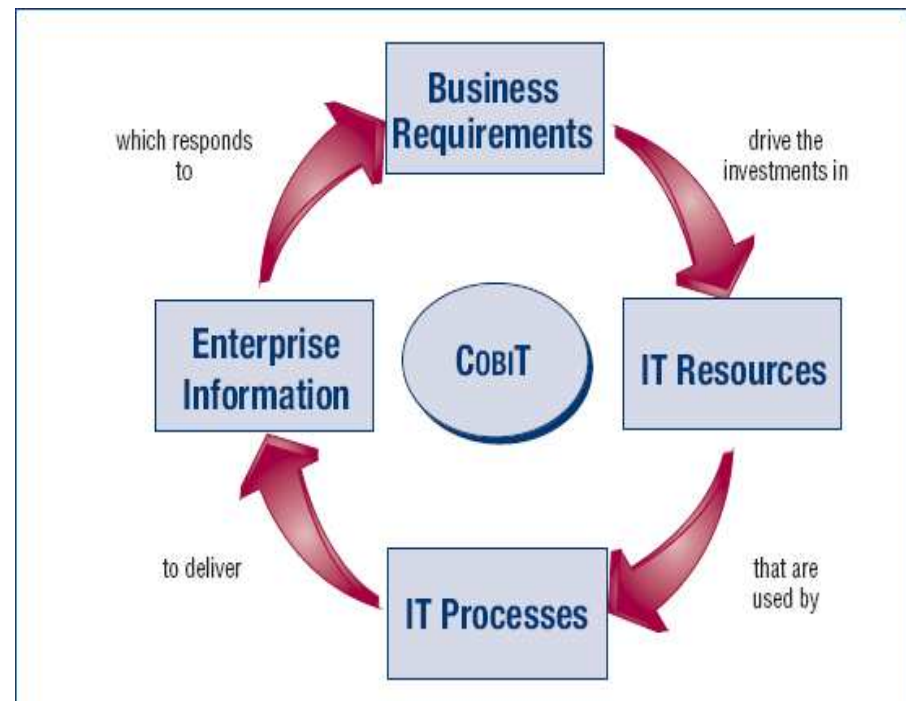 Business
Requirements
which responds
to
drive the
investments in
Enterprise
Information
COBIT
IT Resources
to deliver
IT Processes
that are
used by